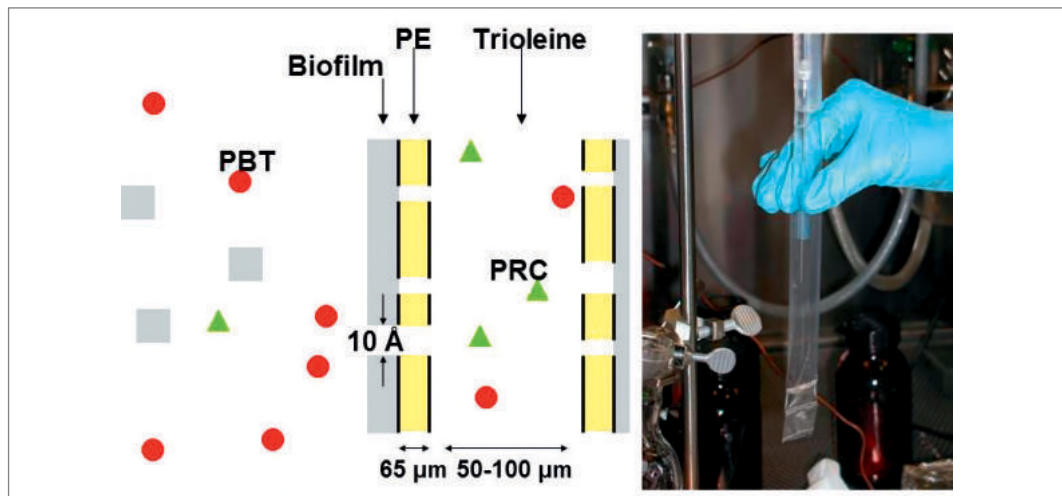 PE
Trioleine
Biofilm
PBT
PRC
10 Å
65 µm
50-100 µm